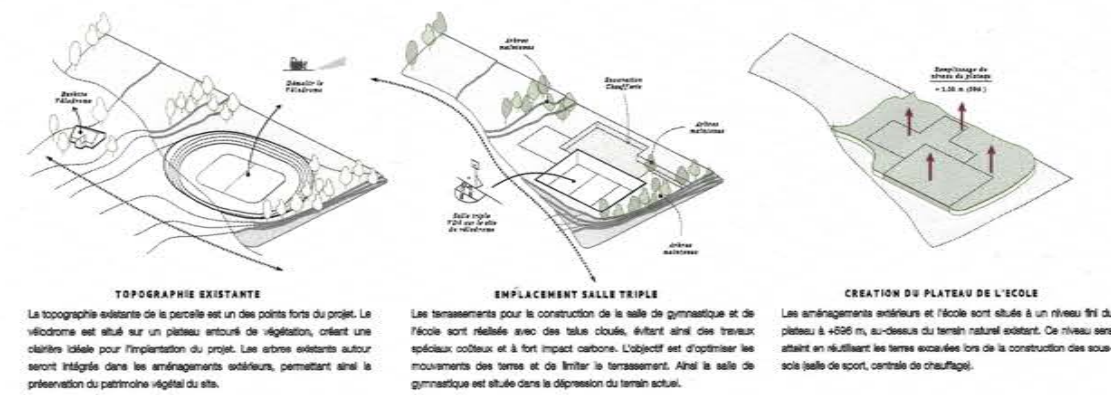 Buvette
Vélodrome
Démolir le
Vélodrome
TOPOGRAPHIE EXISTANTE
La topographie existante de la parcelle est un des points forts du projet. Le
vélodrome est situé sur un plateau entouré de végétation, créant une
clairière idéale pour l'implantation du projet. Les arbres existants autour
seront intégrés dans les aménagements extérieurs, permettant ainsi la
préservation du patrimoine végétal du site.
Arbres
maintenus
Excavation
Chaufferie
Arbres
maintenus
Salle triple
sur le site
du vélodrome
Arbres
maintenus
EMPLACEMENT SALLE TRIPLE
Les terrassements pour la construction de la salle de gymnastique et de
l'école sont réalisés avec des talus cloués, évitant ainsi des travaux
spéciaux coûteux et à fort impact carbone. L'objectif est d'optimiser les
mouvements des terres et de limiter le terrassement. Ainsi la salle de
gymnastique est située dans la dépression du terrain actuel.
Remplissage du
niveau du plateau
CREATION DU PLATEAU DE L'ECOLE
Les aménagements extérieurs et l'école sont situés à un niveau fini du
plateau à +596 m, au-dessus du terrain naturel existant. Ce niveau sera
atteint en réutilisant les terres excavées lors de la construction des sous-
sols (salle de sport, centrale de chauffage).